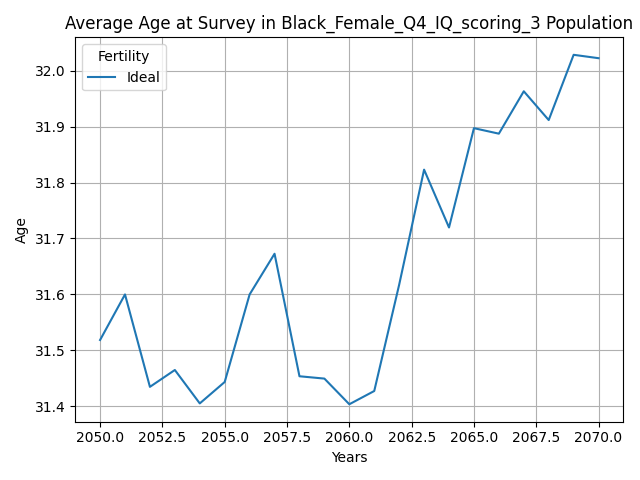 Average Age at Survey in Black_Female_Q4_IQ_scoring_3 Population
Fertility
Ideal
32.0
31.9
31.8
31.7
31.6
31.5
31.4
Age
2050.0 2052.5 2055.0 2057.5 2060.0 2062.5 2065.0 2067.5 2070.0
Years